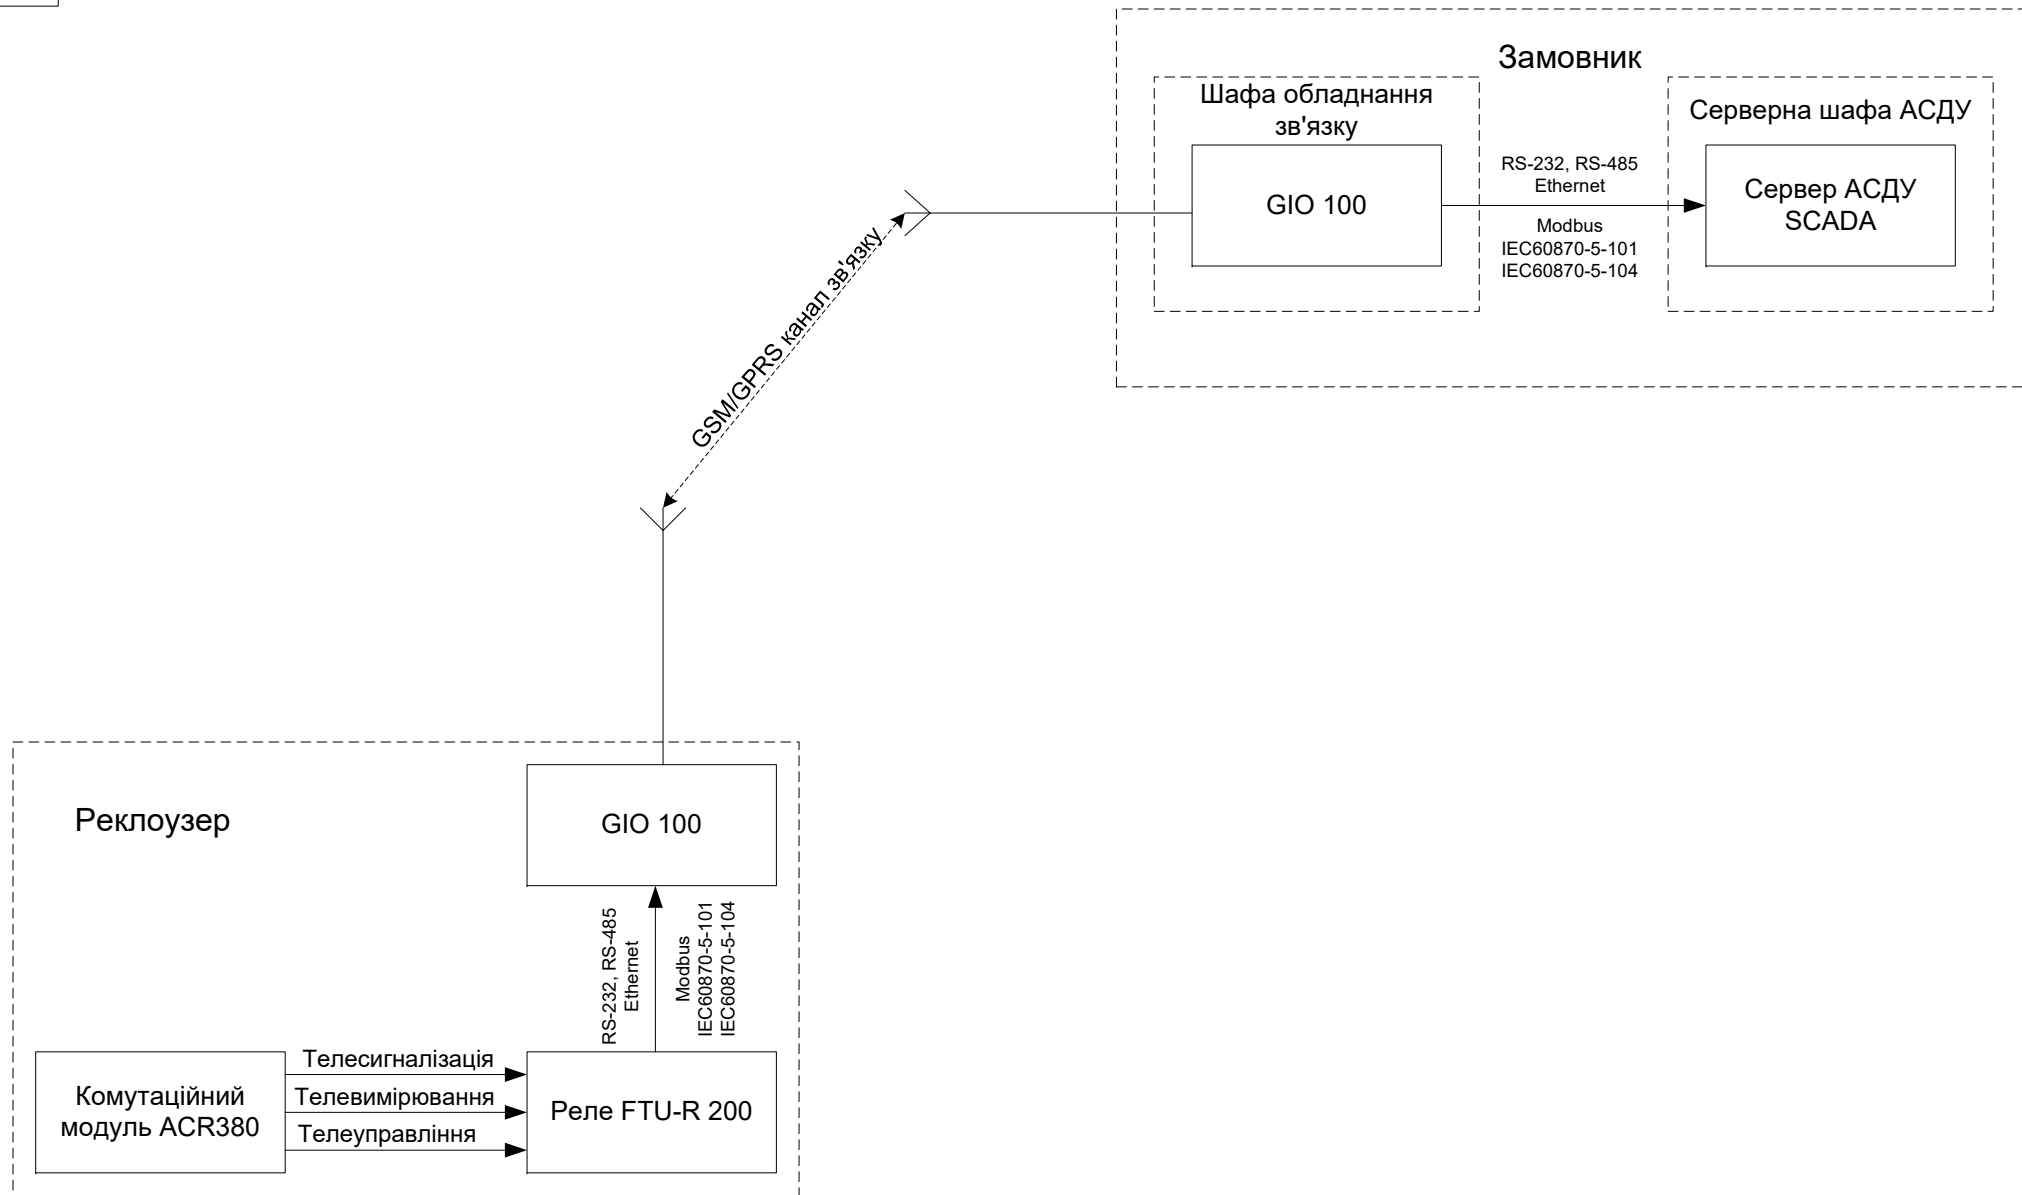 Замовник
Шафа обладнання
зв'язку
GIO 100
RS-232, RS-485
Ethernet
Modbus
IEC60870-5-101
IEC60870-5-104
Серверна шафа АСДУ
Сервер АСДУ
SCADA
GSM/GPRS канал зв'язку
Реклоузер
GIO 100
RS-232, RS-485
Ethernet
Modbus
IEC60870-5-101
IEC60870-5-104
Комутаційний
модуль ACR380
Телесигналізація
Телевимірювання
Телеуправління
Реле FTU-R 200